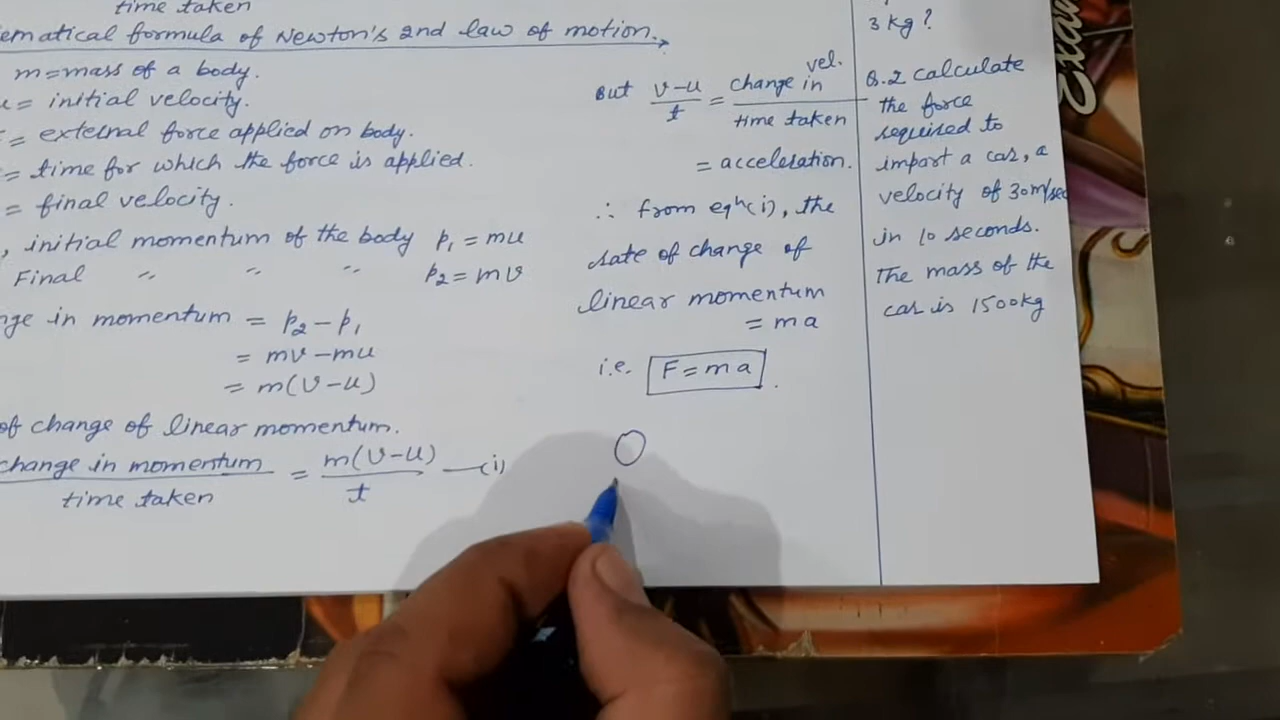 time taken
ematical formula of Newton's 2nd law of motion.
m = mass of a body.
u = initial velocity.
= external force applied on body.
= time for which the force is applied.
= final velocity.
, initial momentum of the body p₁ = mu
Final " " " p₂ = mv
nge in momentum = p₂ - p₁
= mv - mu
= m(v-u)
of change of linear momentum.
change in momentum / time taken = m(v-u) / t —(i)
But v-u / t = change in vel. / time taken
= acceleration.
∴ from eqⁿ(i), the
rate of change of
linear momentum
= ma
i.e. F = ma .
3 kg ?
Q.2 calculate
the force
required to
import a car, a
velocity of 30m/sec
in 10 seconds.
The mass of the
car is 1500kg
Exam